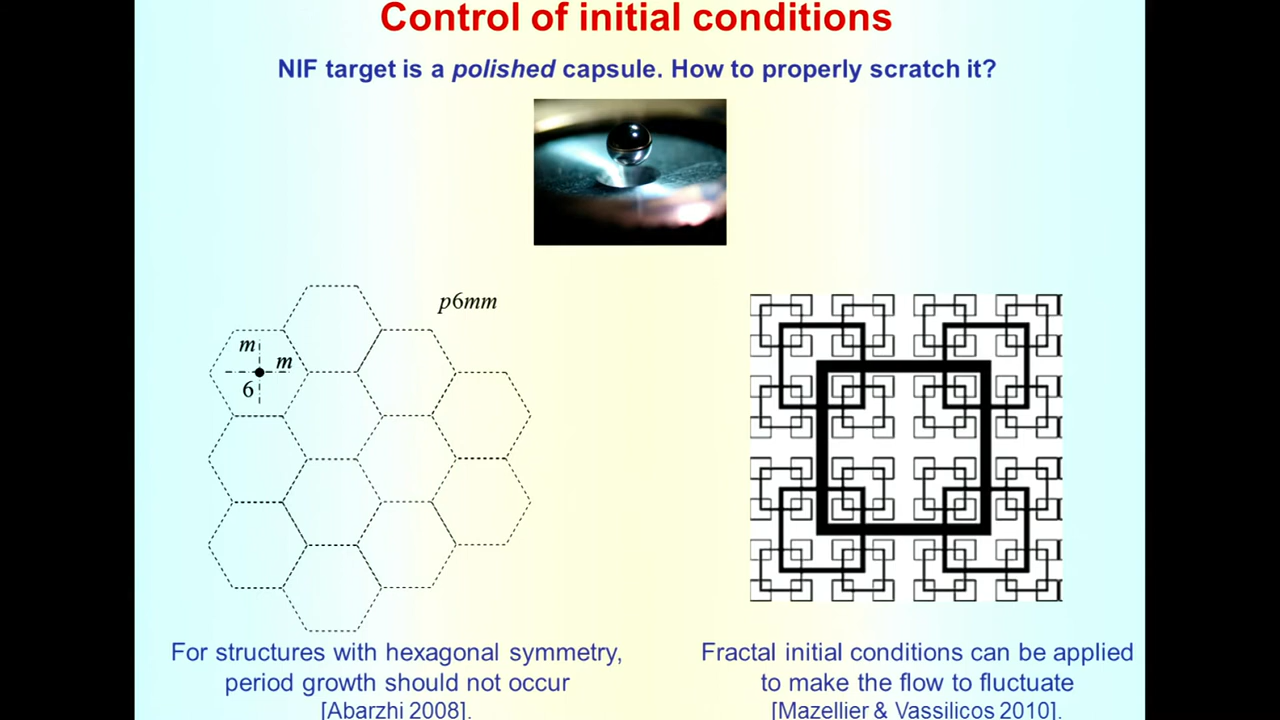 Control of initial conditions
NIF target is a polished capsule. How to properly scratch it?
p6mm
m
m
6
For structures with hexagonal symmetry,
period growth should not occur
[Abarzhi 2008].
Fractal initial conditions can be applied
to make the flow to fluctuate
[Mazellier & Vassilicos 2010].